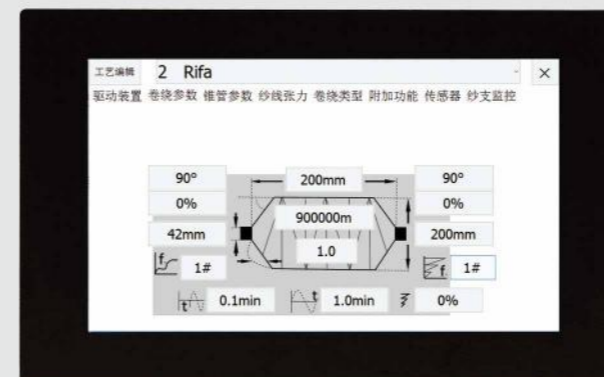 工艺编辑 2 Rifa ×
驱动装置 卷绕参数 锥管参数 纱线张力 卷绕类型 附加功能 传感器 纱支监控
90° 200mm 90°
0% 900000m 0%
42mm 1.0 200mm
f 1# f 1#
t 0.1min t 1.0min 0%